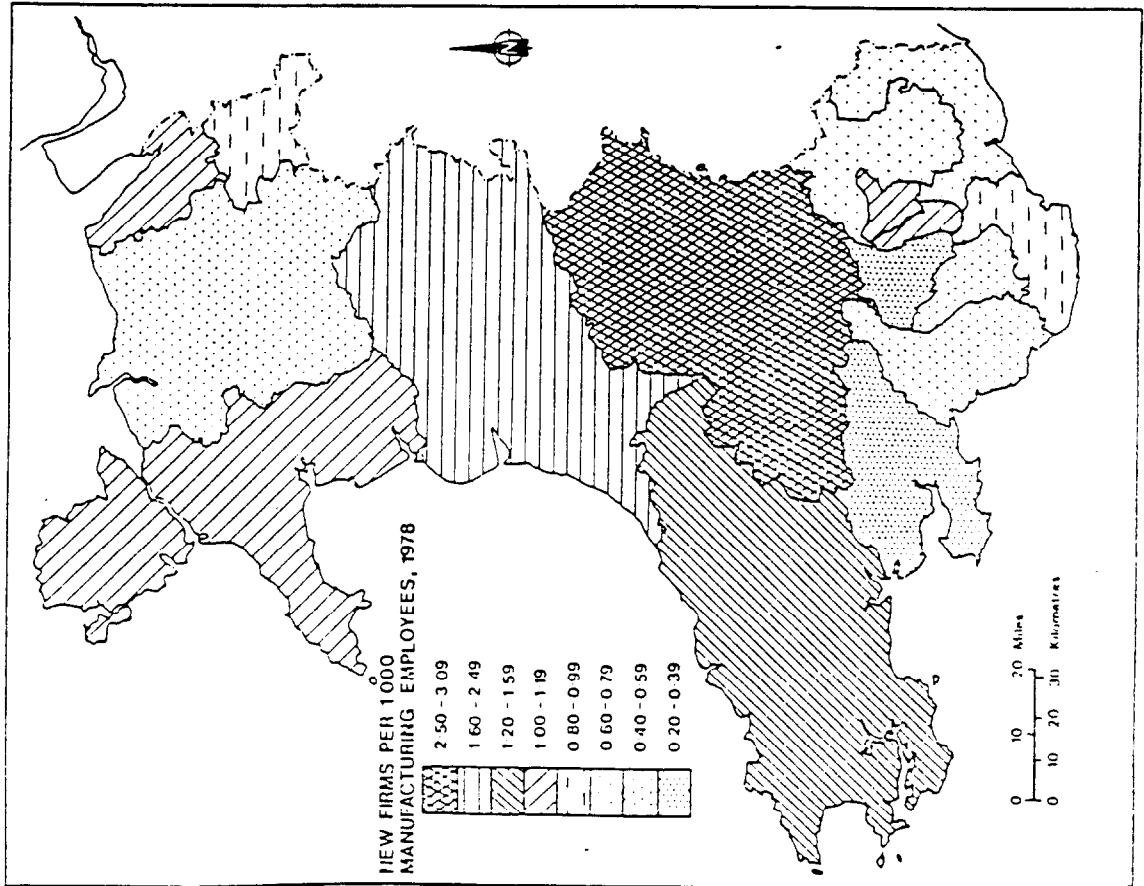 N
NEW FIRMS PER 1000
MANUFACTURING EMPLOYEES, 1978
2·50 - 3·09
1·60 - 2·49
1·20 - 1·59
1·00 - 1·19
0·80 - 0·99
0·60 - 0·79
0·40 - 0·59
0·20 - 0·39
0 10 20 Miles
0 10 20 30 Kilometres